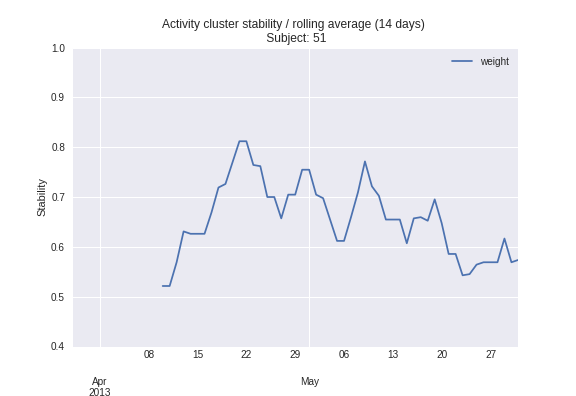 Activity cluster stability / rolling average (14 days)
Subject: 51
weight
Stability
1.0
0.9
0.8
0.7
0.6
0.5
0.4
08 15 22 29 06 13 20 27
Apr May
2013